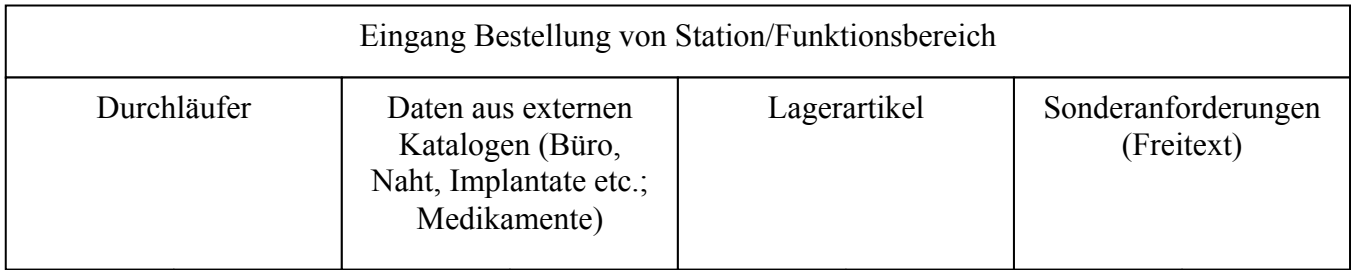 Eingang Bestellung von Station/Funktionsbereich
Durchläufer
Daten aus externen
Katalogen (Büro,
Naht, Implantate etc.;
Medikamente)
Lagerartikel
Sonderanforderungen
(Freitext)